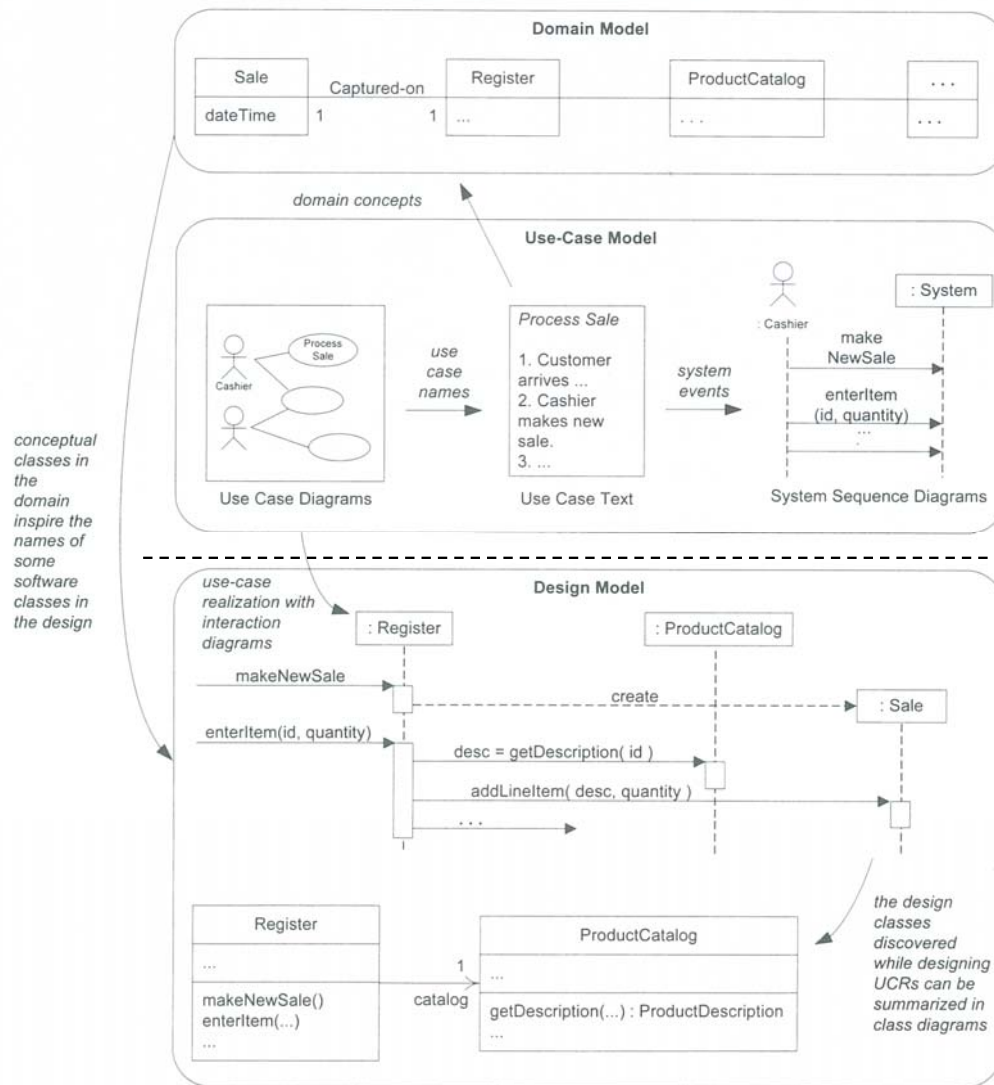 Domain Model
Sale
dateTime
Captured-on
1
1
Register
...
ProductCatalog
. . .
. . .
. . .
domain concepts
Use-Case Model
Cashier
Process
Sale
Use Case Diagrams
use
case
names
Process Sale
1. Customer
arrives ...
2. Cashier
makes new
sale.
3. ...
Use Case Text
system
events
: Cashier
: System
make
NewSale
enterItem
(id, quantity)
...
.
System Sequence Diagrams
conceptual
classes in
the
domain
inspire the
names of
some
software
classes in
the design
Design Model
use-case
realization with
interaction
diagrams
: Register
: ProductCatalog
makeNewSale
create
: Sale
enterItem(id, quantity)
desc = getDescription( id )
addLineItem( desc, quantity )
. . .
the design
classes
discovered
while designing
UCRs can be
summarized in
class diagrams
Register
...
makeNewSale()
enterItem(...)
...
1
catalog
ProductCatalog
...
getDescription(...) : ProductDescription
...